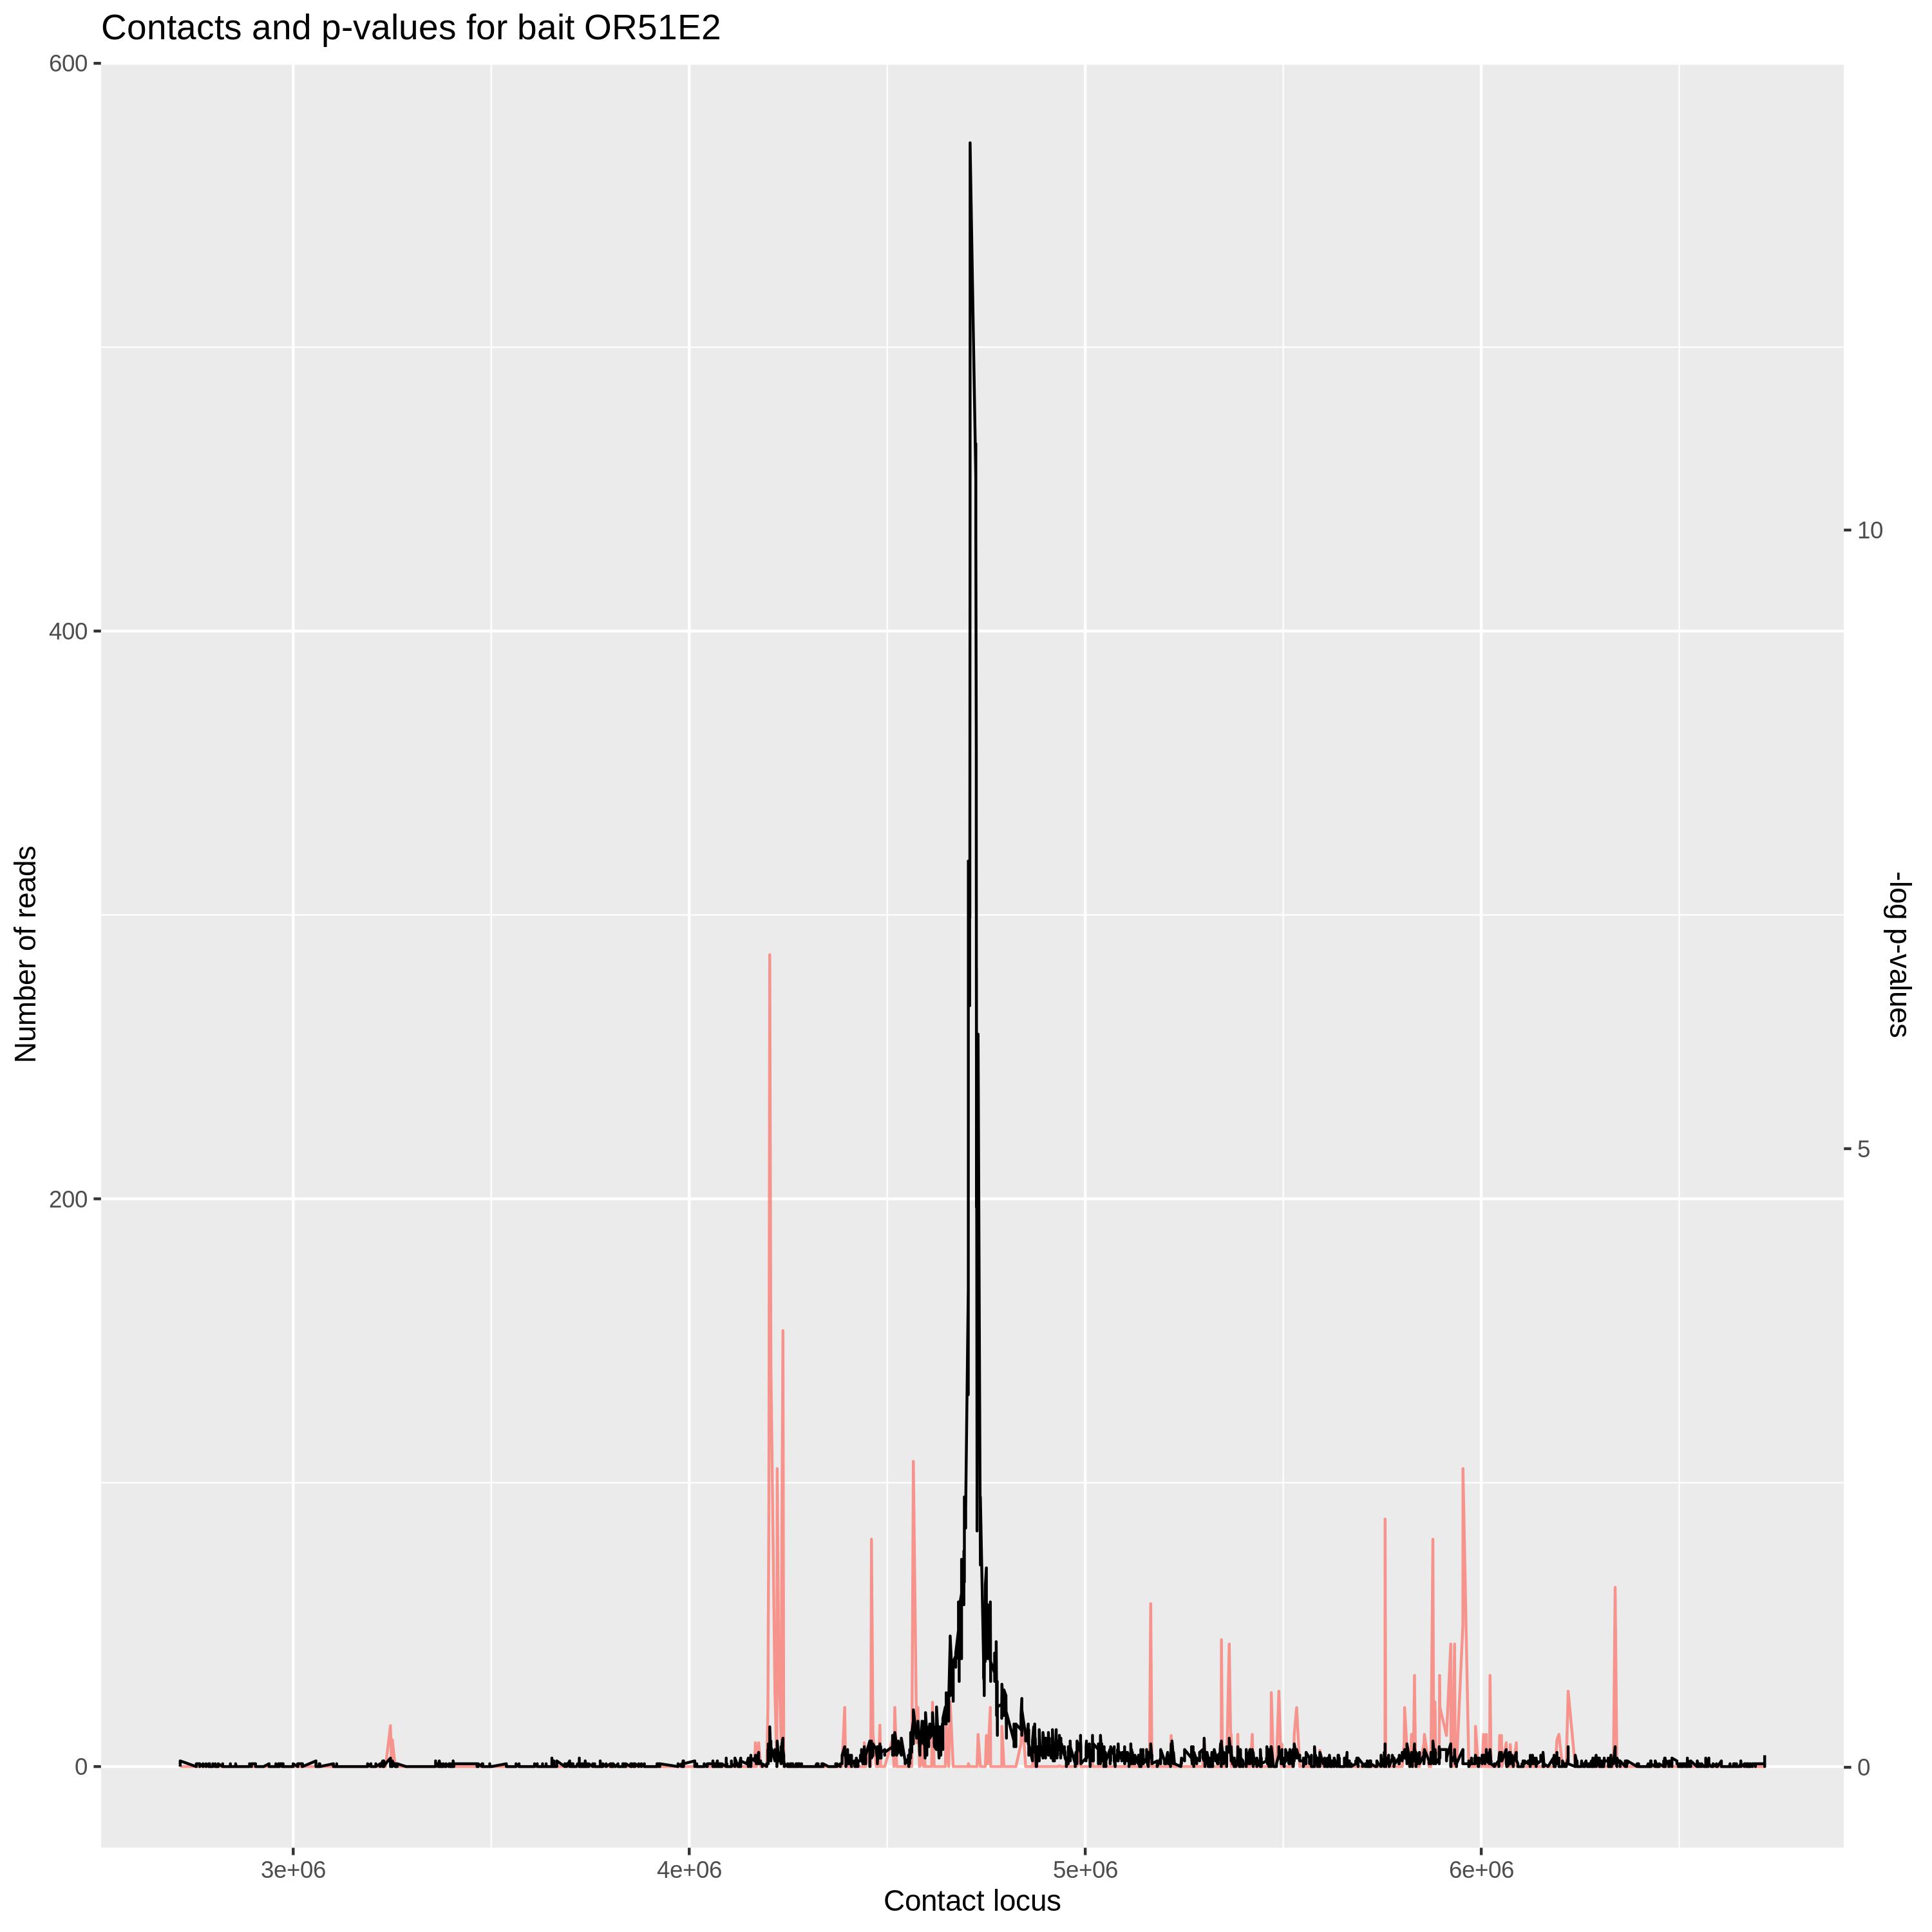 Contacts and p-values for bait OR51E2
600
400
200
0
Number of reads
10
5
0
-log p-values
3e+06
4e+06
5e+06
6e+06
Contact locus